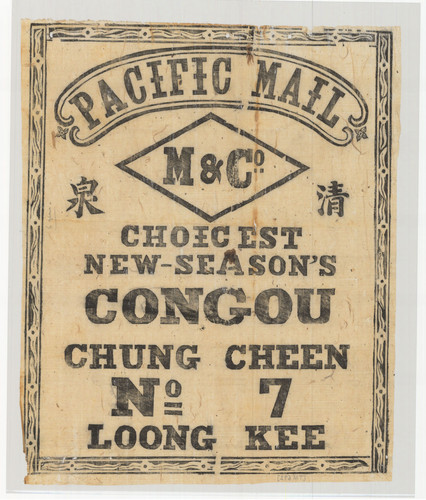 PACIFIC MAIL
M & Co
泉 清
CHOICEST
NEW-SEASON'S
CONGOU
CHUNG CHEEN
No 7
LOONG KEE